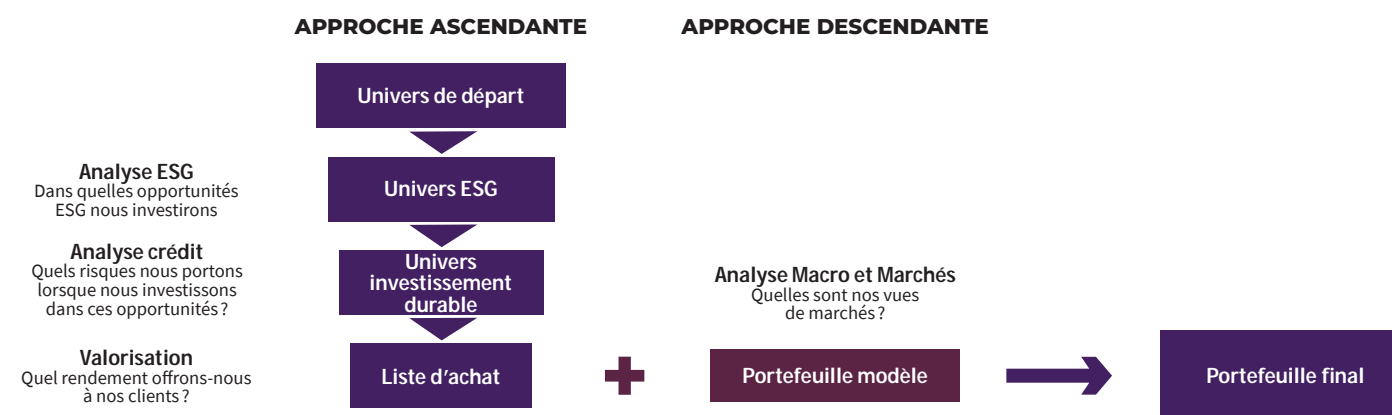 APPROCHE ASCENDANTE
APPROCHE DESCENDANTE
Univers de départ
Analyse ESG
Dans quelles opportunités
ESG nous investirons
Univers ESG
Analyse crédit
Quels risques nous portons
lorsque nous investissons
dans ces opportunités ?
Univers
investissement
durable
Analyse Macro et Marchés
Quelles sont nos vues
de marchés ?
Valorisation
Quel rendement offrons-nous
à nos clients ?
Liste d'achat
Portefeuille modèle
Portefeuille final